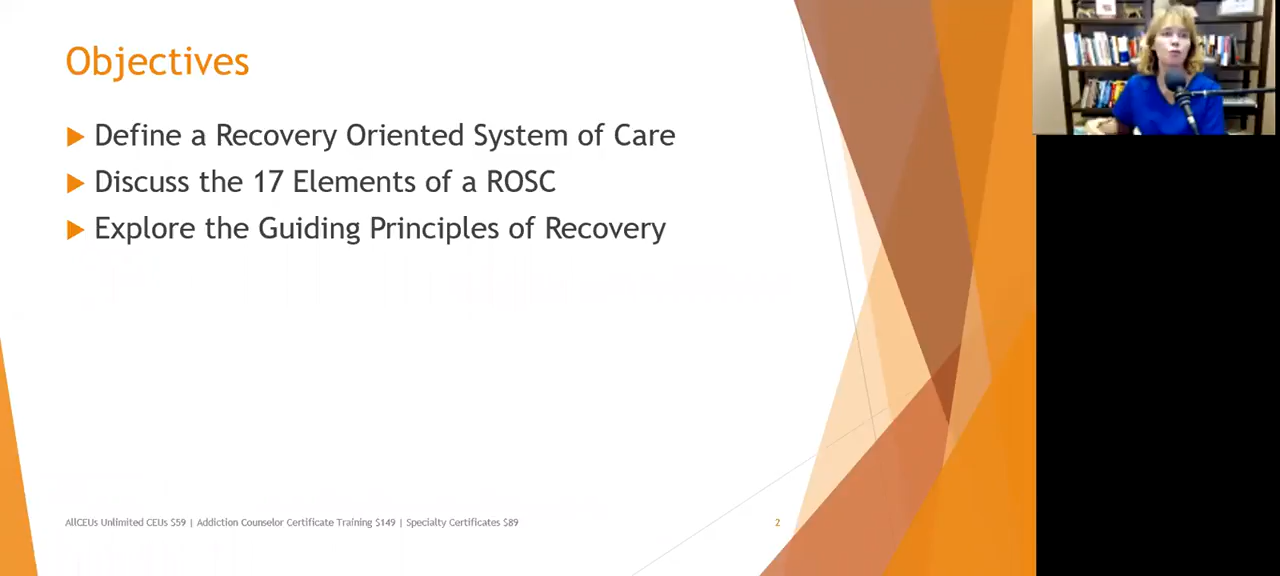 Objectives
Define a Recovery Oriented System of Care
Discuss the 17 Elements of a ROSC
Explore the Guiding Principles of Recovery
AllCEUs Unlimited CEUs $59 | Addiction Counselor Certificate Training $149 | Specialty Certificates $89
2